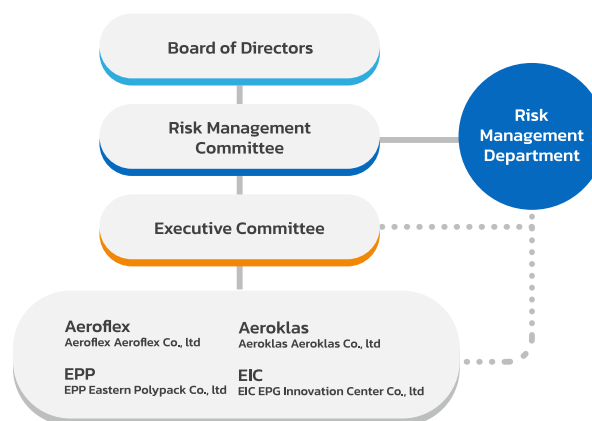 Board of Directors
Risk Management
Committee
Risk
Management
Department
Executive Committee
Aeroflex
Aeroflex Aeroflex Co., ltd
Aeroklas
Aeroklas Aeroklas Co., ltd
EPP
EPP Eastern Polypack Co., ltd
EIC
EIC EPG Innovation Center Co., ltd